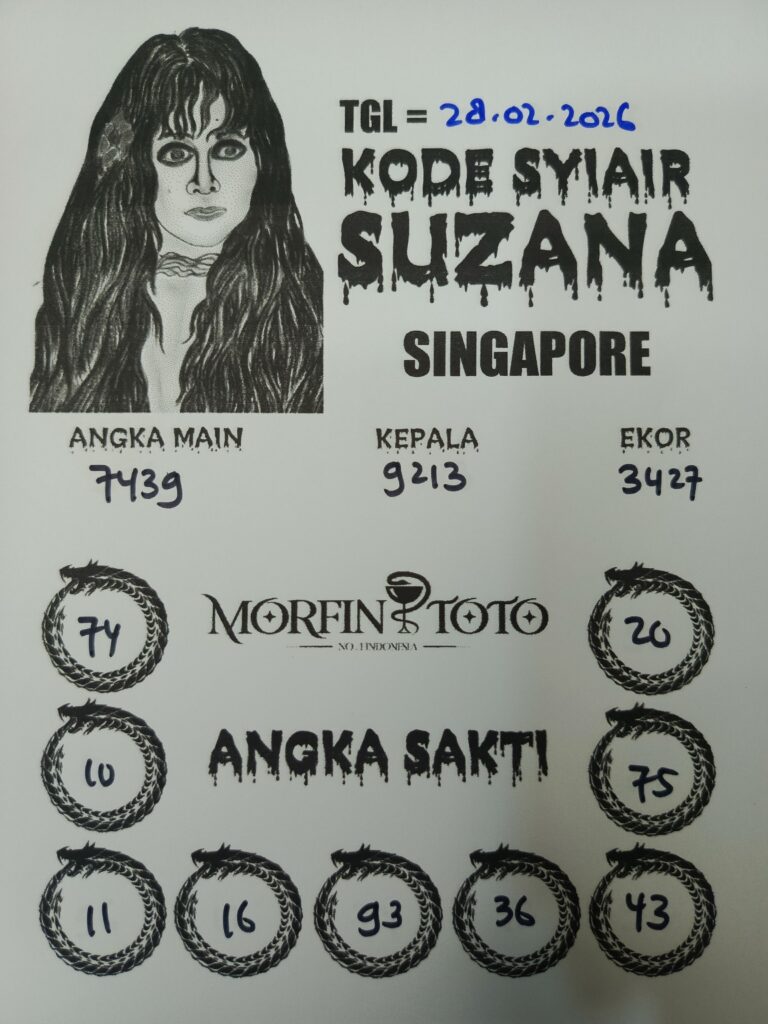 TGL = 28.02.2026
KODE SYIAIR
SUZANA
SINGAPORE
ANGKA MAIN KEPALA EKOR
7439 9213 3427
MORFIN TOTO
NO.1 INDONESIA
74 20
ANGKA SAKTI
10 75
11 16 93 36 43